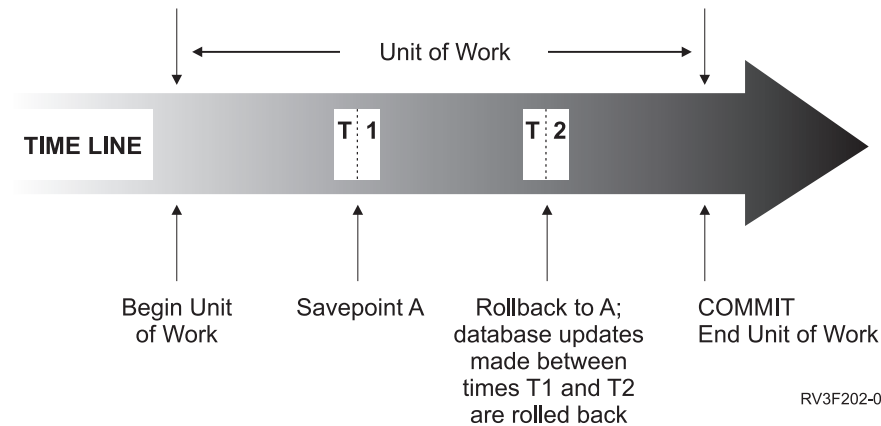 Unit of Work
TIME LINE
T 1
T 2
Begin Unit
of Work
Savepoint A
Rollback to A;
database updates
made between
times T1 and T2
are rolled back
COMMIT
End Unit of Work
RV3F202-0